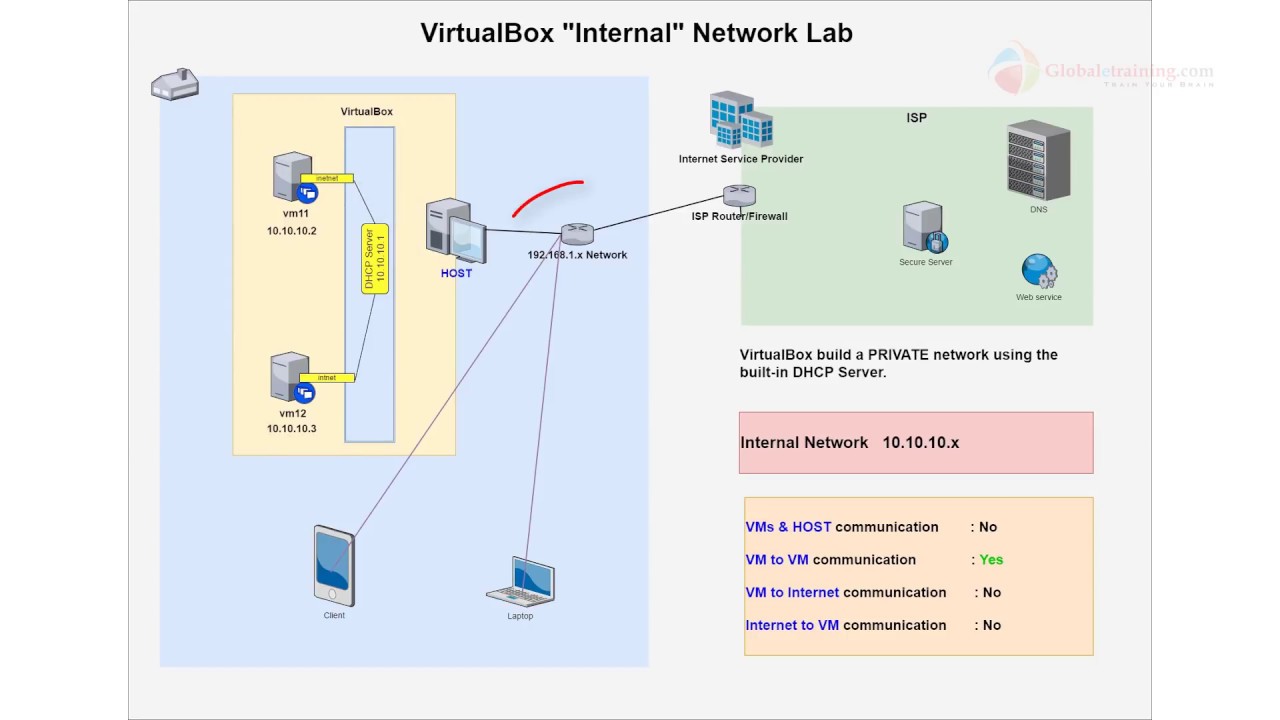 VirtualBox "Internal" Network Lab
Globaletraining.com
TRAIN YOUR BRAIN
VirtualBox
inetnet
vm11
10.10.10.2
DHCP Server
10.10.10.1
HOST
intnet
vm12
10.10.10.3
192.168.1.x Network
Client
Laptop
Internet Service Provider
ISP Router/Firewall
ISP
DNS
Secure Server
Web service
VirtualBox build a PRIVATE network using the
built-in DHCP Server.
Internal Network 10.10.10.x
VMs & HOST communication : No
VM to VM communication : Yes
VM to Internet communication : No
Internet to VM communication : No